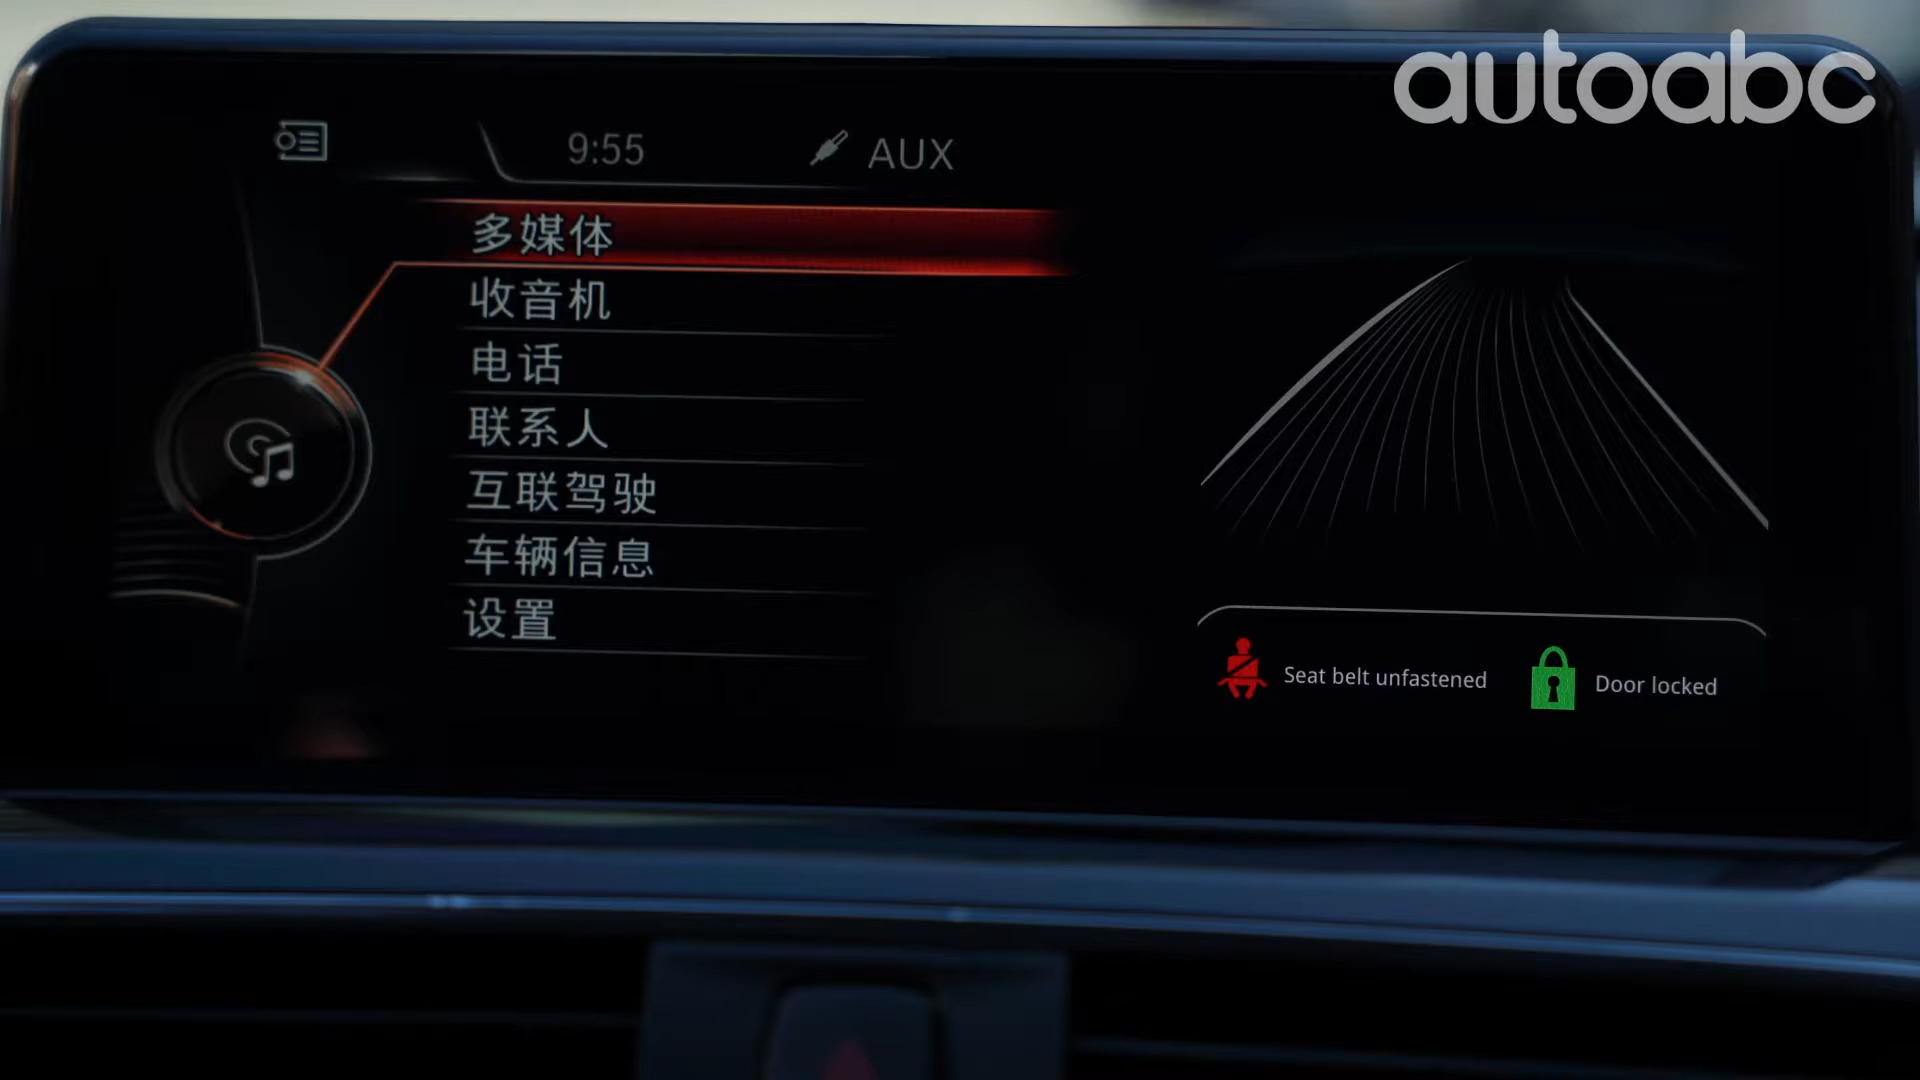 autoabc
9:55 AUX
多媒体
收音机
电话
联系人
互联驾驶
车辆信息
设置
Seat belt unfastened Door locked